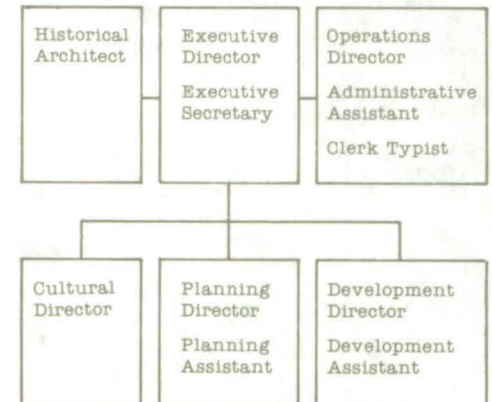 Historical
Architect
Executive
Director
Executive
Secretary
Operations
Director
Administrative
Assistant
Clerk Typist
Cultural
Director
Planning
Director
Planning
Assistant
Development
Director
Development
Assistant